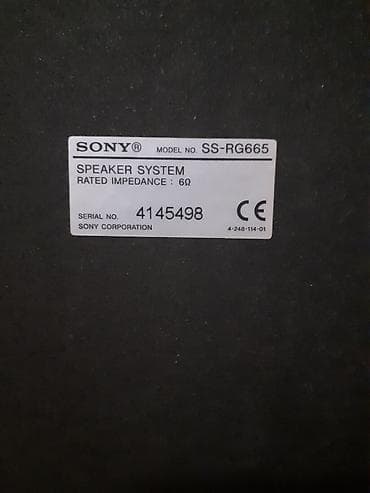 SONY® MODEL NO. SS-RG665
SPEAKER SYSTEM
RATED IMPEDANCE : 6Ω
SERIAL NO. 4145498 CE
SONY CORPORATION 4-248-114-01